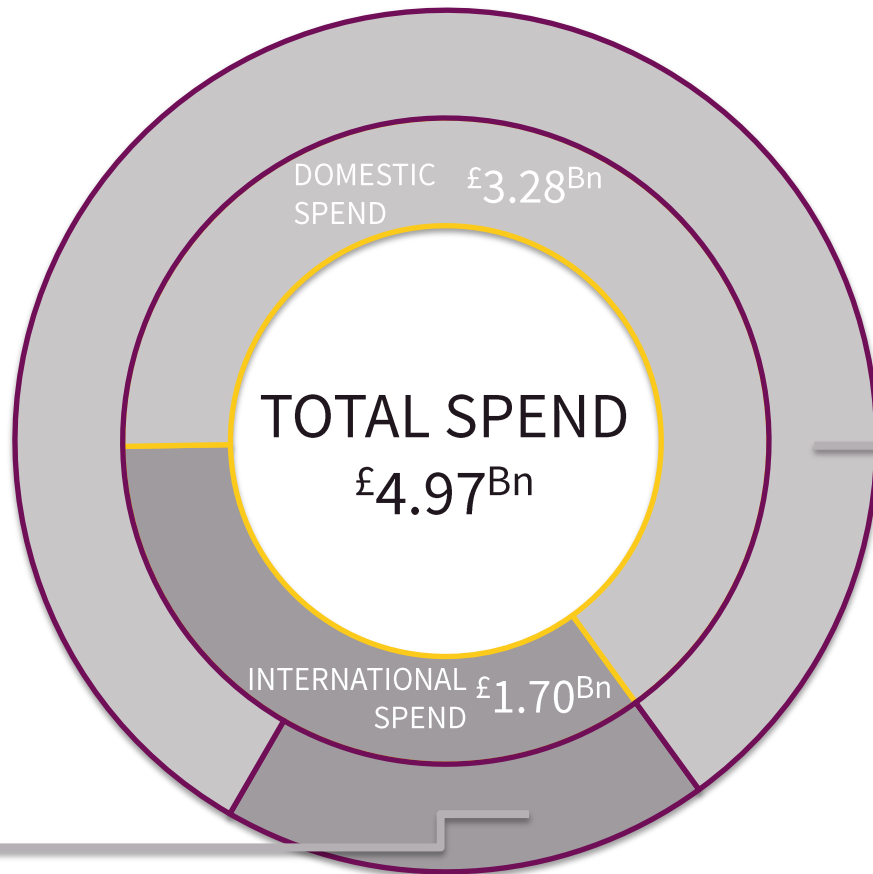 DOMESTIC £3.28Bn
SPEND
TOTAL SPEND
£4.97Bn
INTERNATIONAL £1.70Bn
SPEND